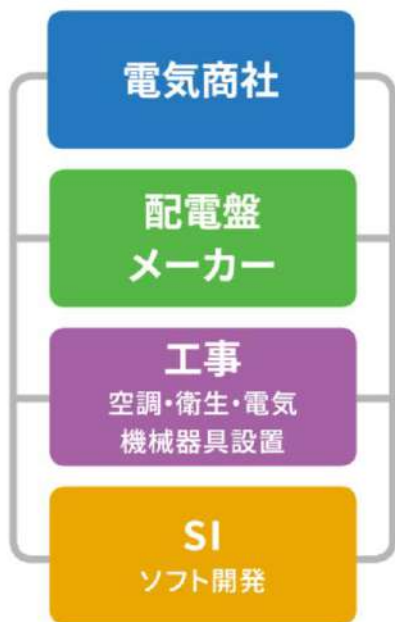 電気商社
配電盤
メーカー
工事
空調・衛生・電気
機械器具設置
SI
ソフト開発